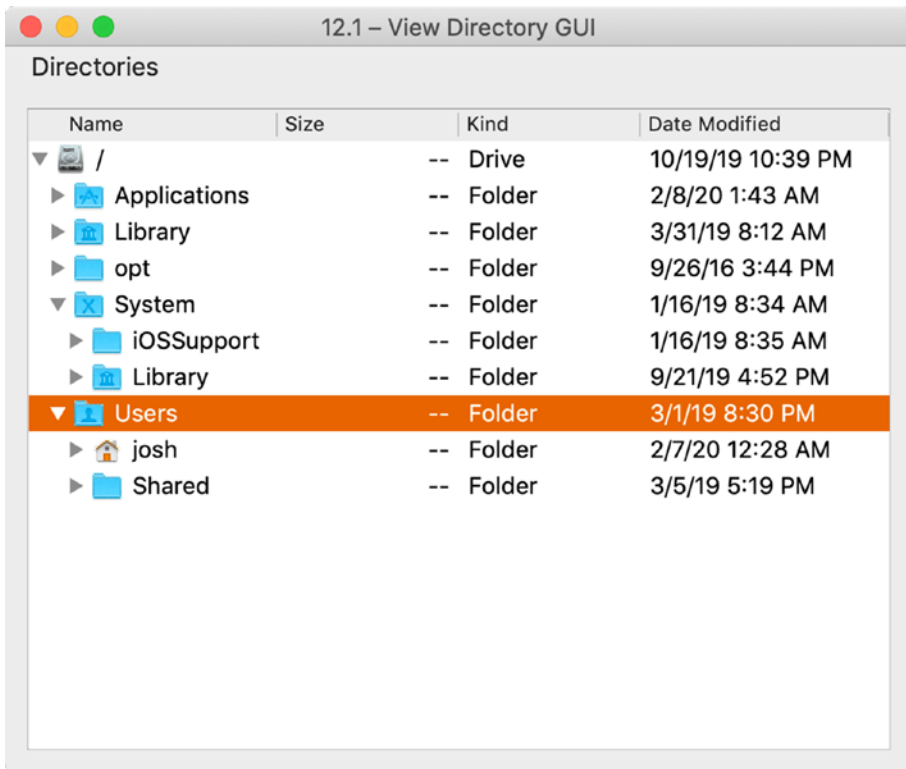 12.1 – View Directory GUI
Directories
Name Size Kind Date Modified
/ -- Drive 10/19/19 10:39 PM
Applications -- Folder 2/8/20 1:43 AM
Library -- Folder 3/31/19 8:12 AM
opt -- Folder 9/26/16 3:44 PM
System -- Folder 1/16/19 8:34 AM
iOSSupport -- Folder 1/16/19 8:35 AM
Library -- Folder 9/21/19 4:52 PM
Users -- Folder 3/1/19 8:30 PM
josh -- Folder 2/7/20 12:28 AM
Shared -- Folder 3/5/19 5:19 PM